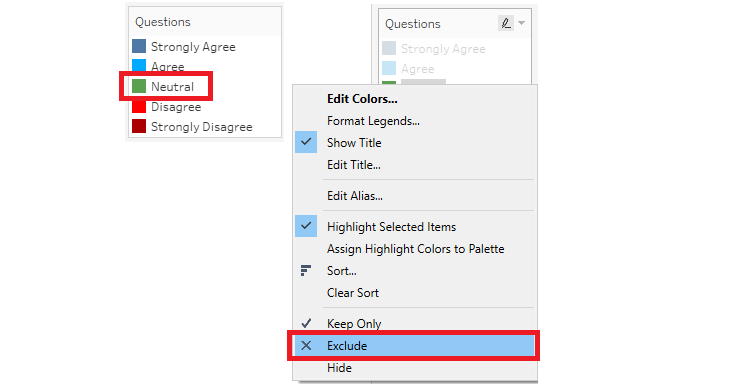 Questions
Strongly Agree
Agree
Neutral
Disagree
Strongly Disagree
Questions
Strongly Agree
Agree
Edit Colors...
Format Legends...
Show Title
Edit Title...
Edit Alias...
Highlight Selected Items
Assign Highlight Colors to Palette
Sort...
Clear Sort
Keep Only
Exclude
Hide